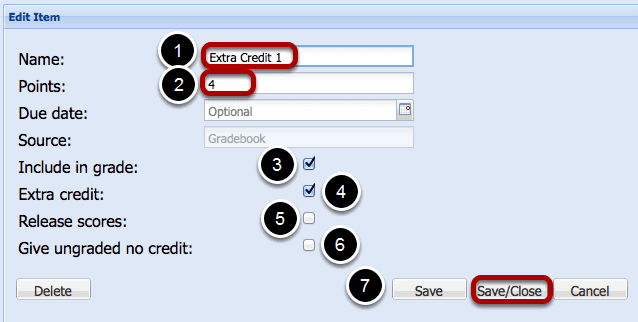 Edit Item
1 Name: Extra Credit 1
2 Points: 4
Due date: Optional
Source: Gradebook
Include in grade: 3
Extra credit: 4
Release scores: 5
Give ungraded no credit: 6
7
Delete Save Save/Close Cancel